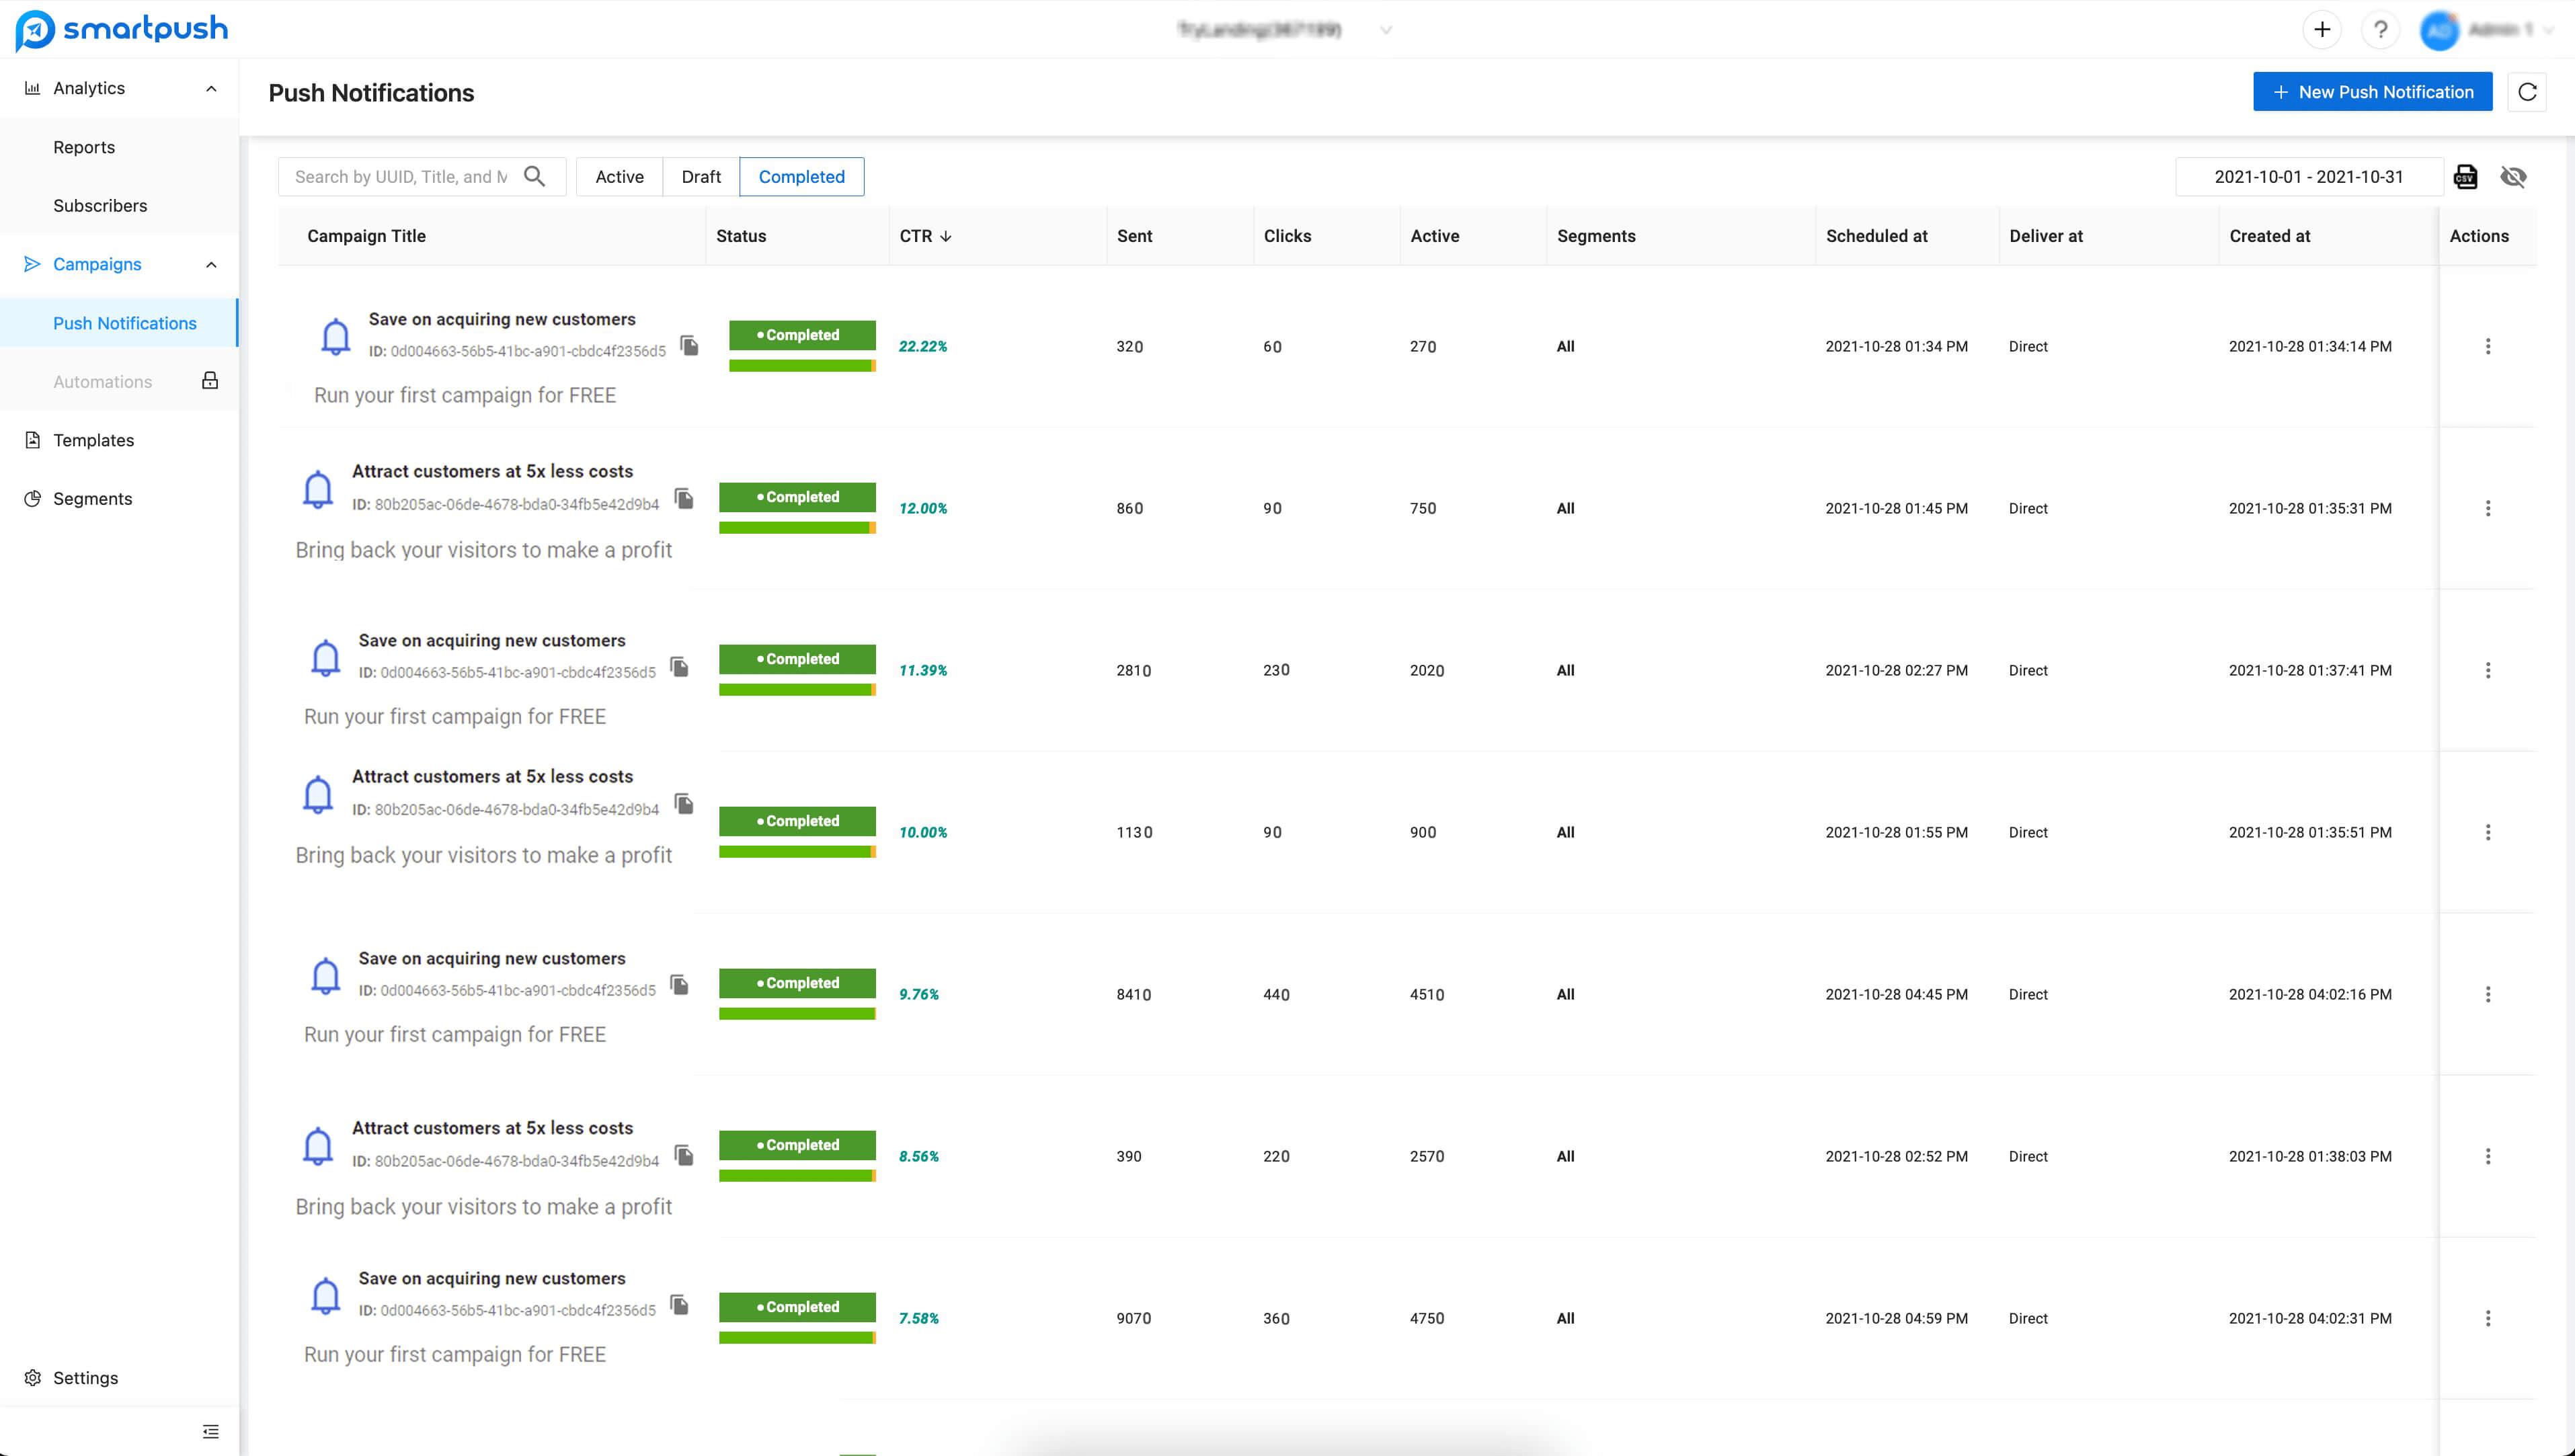 smartpush
Analytics
Reports
Subscribers
Campaigns
Push Notifications
Automations
Templates
Segments
Settings
Push Notifications
+ New Push Notification
Search by UUID, Title, and M
Active Draft Completed
2021-10-01 - 2021-10-31
CSV
Campaign Title Status CTR ↓ Sent Clicks Active Segments Scheduled at Deliver at Created at Actions
Save on acquiring new customers
ID: 0d004663-56b5-41bc-a901-cbdc4f2356d5
Run your first campaign for FREE
Completed 22.22% 320 60 270 All 2021-10-28 01:34 PM Direct 2021-10-28 01:34:14 PM
Attract customers at 5x less costs
ID: 80b205ac-06de-4678-bda0-34fb5e42d9b4
Bring back your visitors to make a profit
Completed 12.00% 860 90 750 All 2021-10-28 01:45 PM Direct 2021-10-28 01:35:31 PM
Save on acquiring new customers
ID: 0d004663-56b5-41bc-a901-cbdc4f2356d5
Run your first campaign for FREE
Completed 11.39% 2810 230 2020 All 2021-10-28 02:27 PM Direct 2021-10-28 01:37:41 PM
Attract customers at 5x less costs
ID: 80b205ac-06de-4678-bda0-34fb5e42d9b4
Bring back your visitors to make a profit
Completed 10.00% 1130 90 900 All 2021-10-28 01:55 PM Direct 2021-10-28 01:35:51 PM
Save on acquiring new customers
ID: 0d004663-56b5-41bc-a901-cbdc4f2356d5
Run your first campaign for FREE
Completed 9.76% 8410 440 4510 All 2021-10-28 04:45 PM Direct 2021-10-28 04:02:16 PM
Attract customers at 5x less costs
ID: 80b205ac-06de-4678-bda0-34fb5e42d9b4
Bring back your visitors to make a profit
Completed 8.56% 390 220 2570 All 2021-10-28 02:52 PM Direct 2021-10-28 01:38:03 PM
Save on acquiring new customers
ID: 0d004663-56b5-41bc-a901-cbdc4f2356d5
Run your first campaign for FREE
Completed 7.58% 9070 360 4750 All 2021-10-28 04:59 PM Direct 2021-10-28 04:02:31 PM